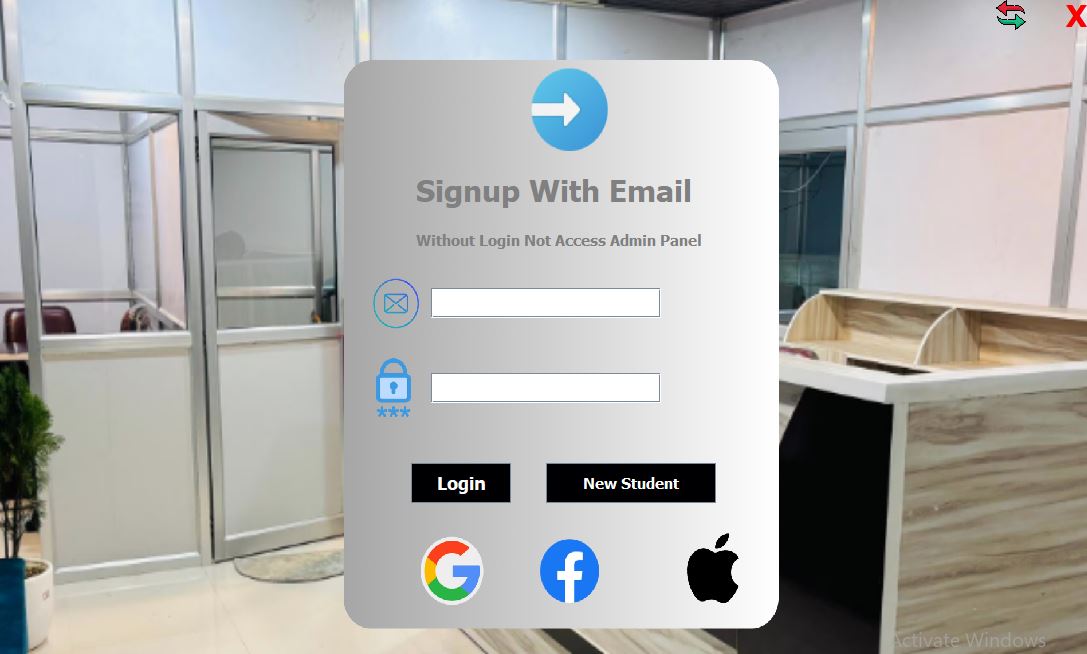 X
Signup With Email
Without Login Not Access Admin Panel
***
Login
New Student
Activate Windows